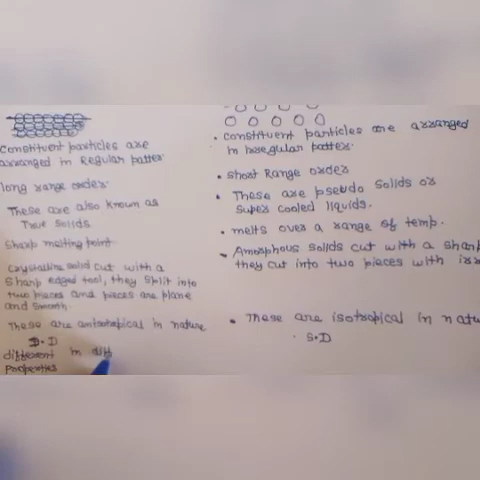 Constituent particles are
arranged in Regular patter
long range order
These are also known as
True solids
Sharp melting point
Crystalline solid cut with a
sharp edged tool, they split into
two pieces and pieces are plane
and smooth
These are anisotropical in nature
D.D
different in diff
Properties
• Constituent particles are arranged
in Irregular patter
• Short Range order
• These are pseudo solids or
Super cooled liquids.
• melts over a range of temp.
• Amorphous solids cut with a sharp
they cut into two pieces with irr
• These are isotropical in natu
S.D